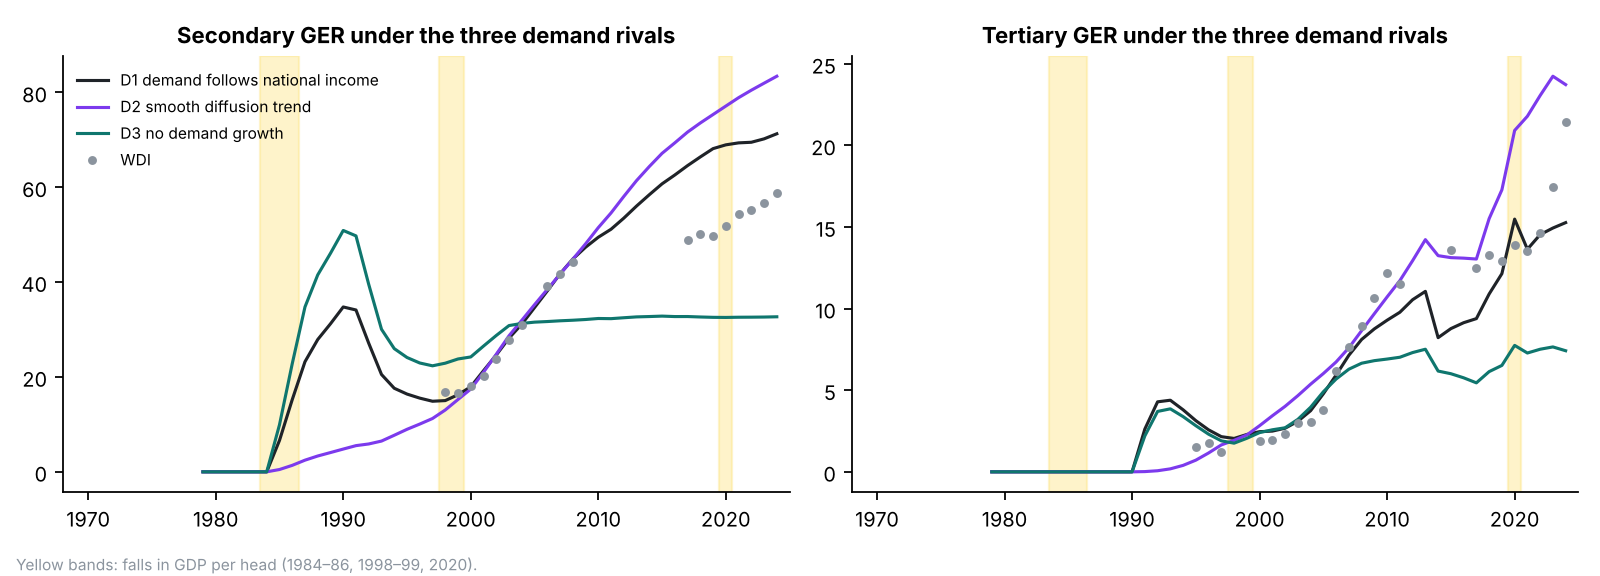 Secondary GER under the three demand rivals
D1 demand follows national income
D2 smooth diffusion trend
D3 no demand growth
WDI
80
60
40
20
0
1970 1980 1990 2000 2010 2020
Tertiary GER under the three demand rivals
25
20
15
10
5
0
1970 1980 1990 2000 2010 2020
Yellow bands: falls in GDP per head (1984–86, 1998–99, 2020).